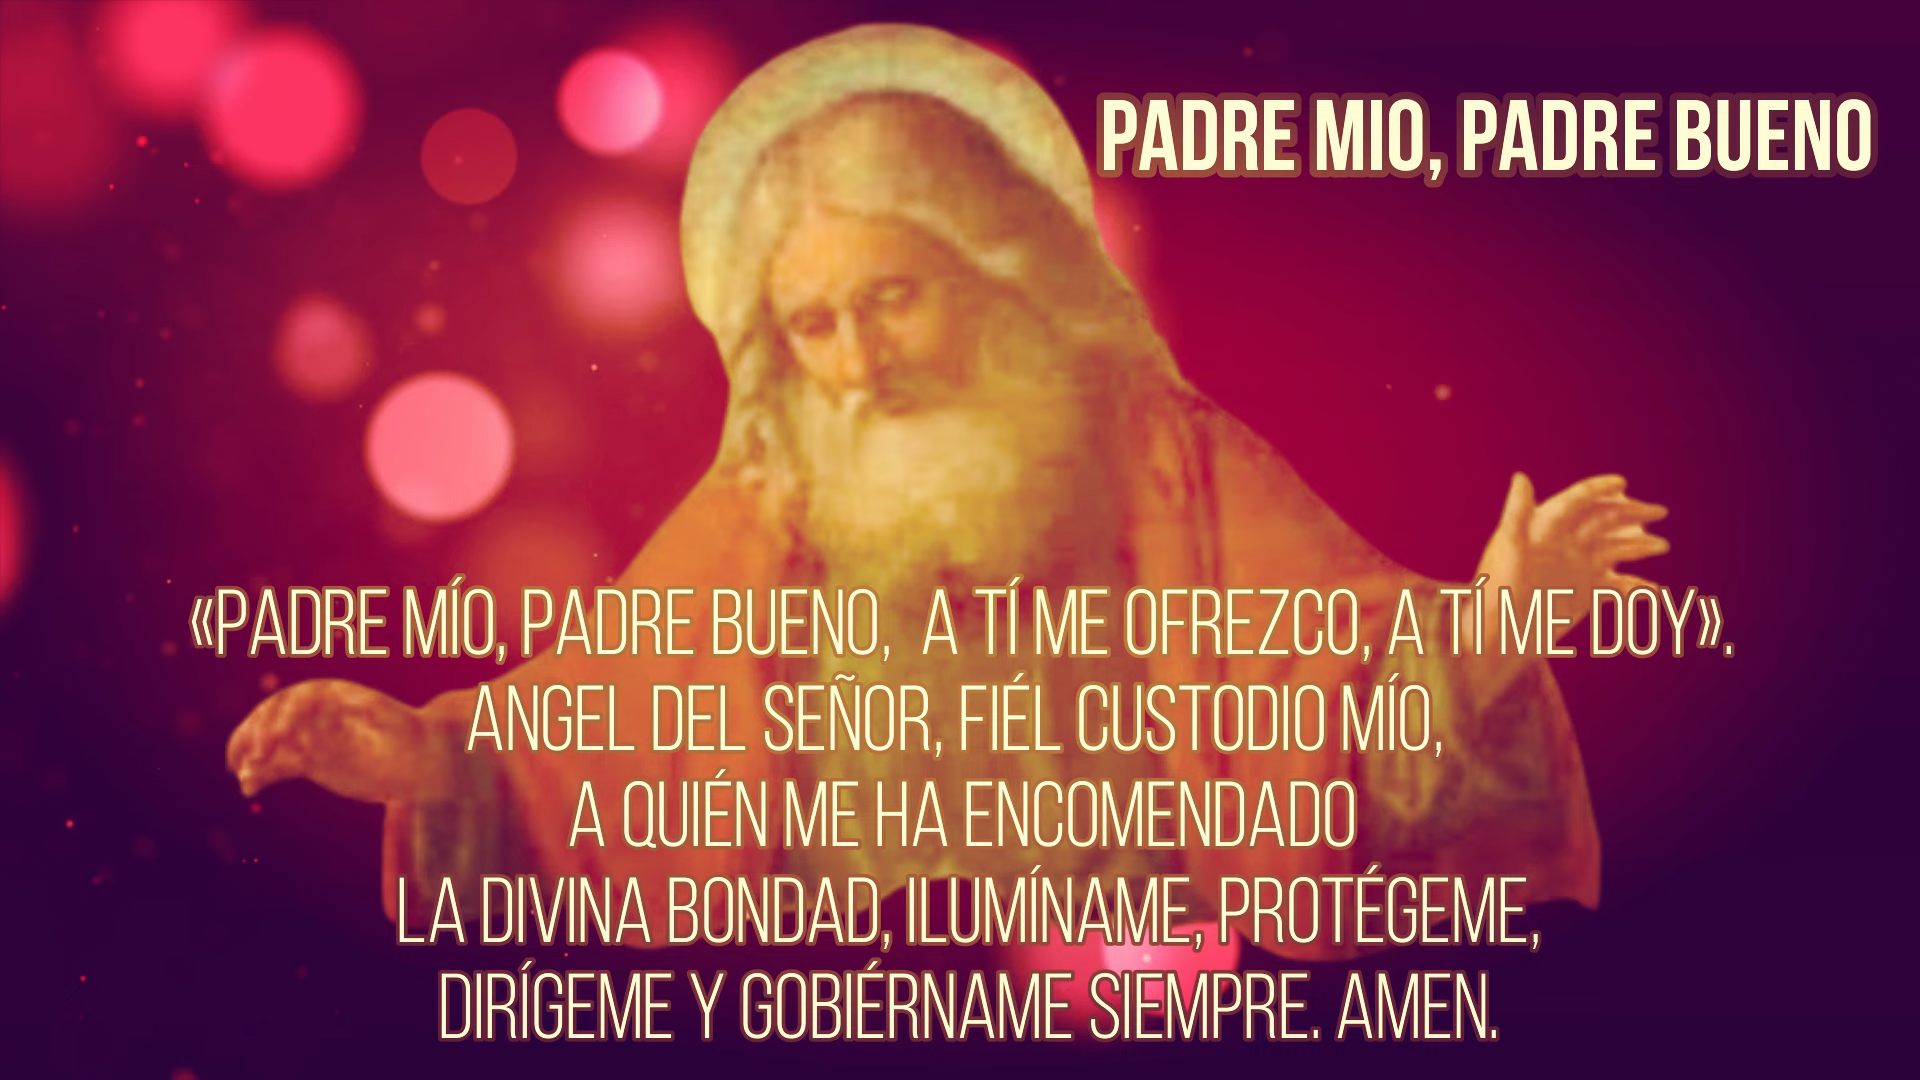 PADRE MIO, PADRE BUENO
«PADRE MÍO, PADRE BUENO, A TÍ ME OFREZCO, A TÍ ME DOY».
ANGEL DEL SEÑOR, FIÉL CUSTODIO MÍO,
A QUIÉN ME HA ENCOMENDADO
LA DIVINA BONDAD, ILUMÍNAME, PROTÉGEME,
DIRÍGEME Y GOBIÉRNAME SIEMPRE. AMEN.